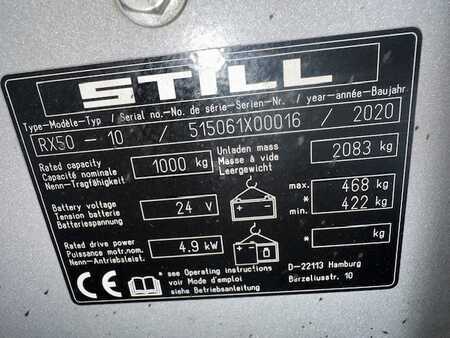 STILL
Type-Modèle-Typ / Serial no.-No. de série-Serien-Nr. / year-année-Baujahr
RX50 - 10 / 515061X00016 / 2020
Rated capacity
Capacité nominale
Nenn-Tragfähigkeit
1000 kg
Unladen mass
Masse à vide
Leergewicht
2083 kg
Battery voltage
Tension batterie
Batteriespannung
24 V
max. 468 kg
*
min. 422 kg
Rated drive power
Puissance motr.nom.
Nenn-Antriebsleist.
4.9 kW
* kg
CE
* see Operating instructions
voir Mode d'emploi
siehe Betriebsanleitung
D-22113 Hamburg
Berzeliusstr. 10